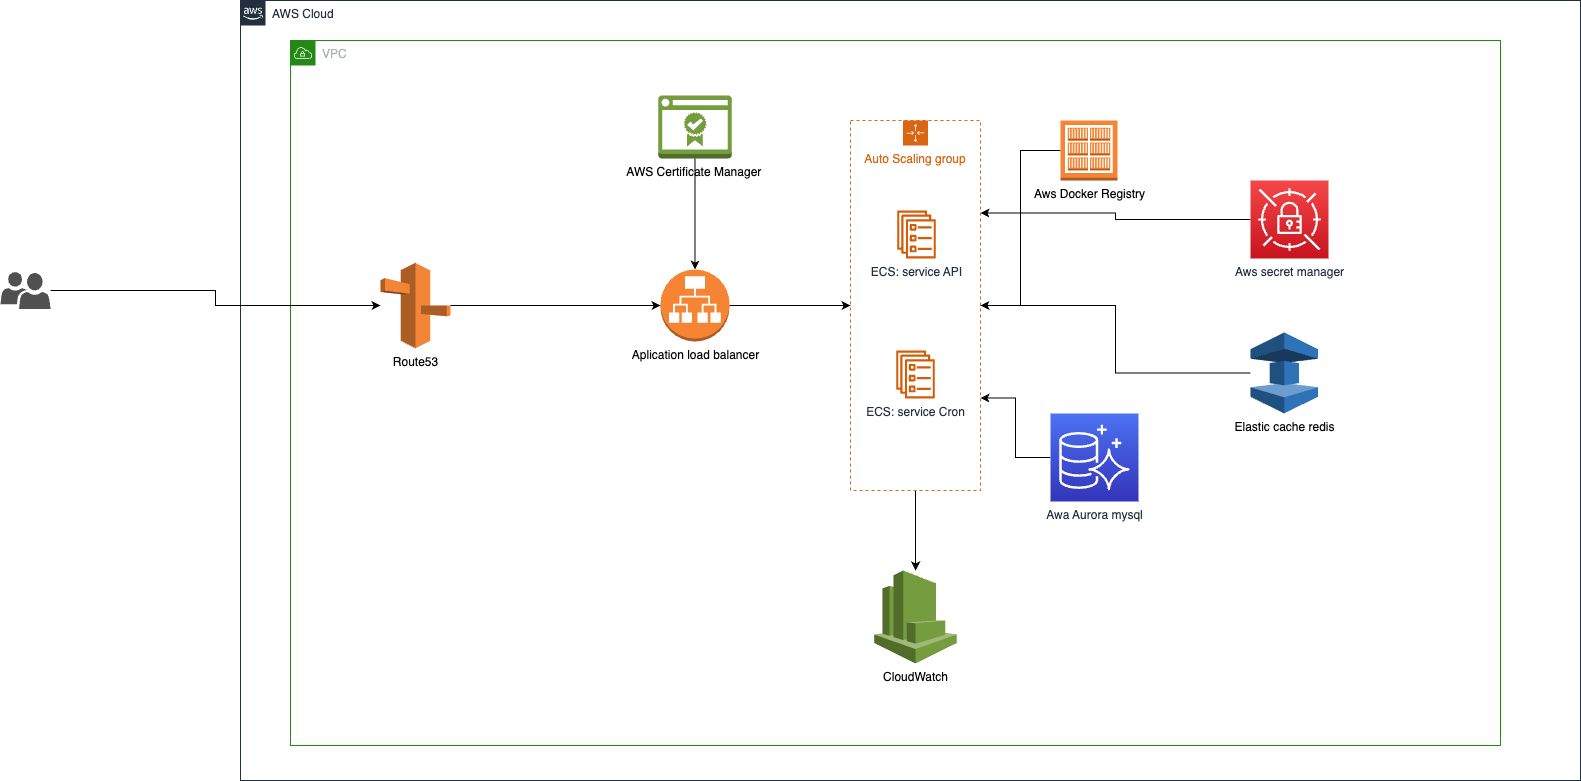 aws
AWS Cloud
VPC
AWS Certificate Manager
Auto Scaling group
Aws Docker Registry
ECS: service API
Aws secret manager
Route53
Aplication load balancer
ECS: service Cron
Elastic cache redis
Awa Aurora mysql
CloudWatch